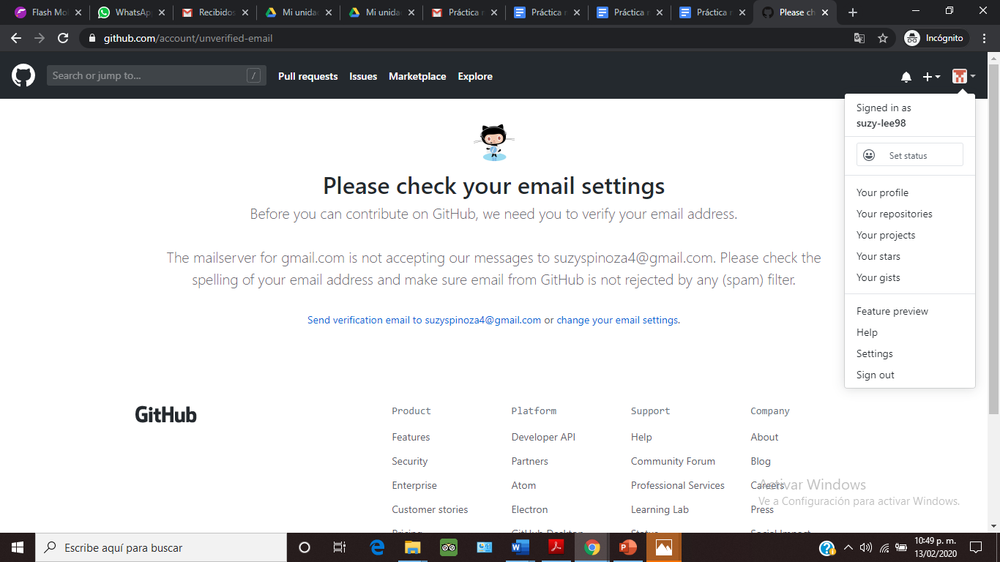 Flash Mo
WhatsAp
Recibidos
Mi unida
Mi unida
Práctica r
Práctica r
Práctica r
Práctica r
Please ch
github.com/account/unverified-email
Incógnito
Search or jump to...
/
Pull requests
Issues
Marketplace
Explore
Signed in as
suzy-lee98
Set status
Your profile
Your repositories
Your projects
Your stars
Your gists
Feature preview
Help
Settings
Sign out
Please check your email settings
Before you can contribute on GitHub, we need you to verify your email address.
The mailserver for gmail.com is not accepting our messages to suzyspinoza4@gmail.com. Please check the
spelling of your email address and make sure email from GitHub is not rejected by any (spam) filter.
Send verification email to suzyspinoza4@gmail.com or change your email settings.
GitHub
Product
Features
Security
Enterprise
Customer stories
Pricing
Platform
Developer API
Partners
Atom
Electron
GitHub Desktop
Support
Help
Community Forum
Professional Services
Learning Lab
Status
Company
About
Blog
Careers
Press
Social Impact
Activar Windows
Ve a Configuración para activar Windows.
Escribe aquí para buscar
10:49 p. m.
13/02/2020